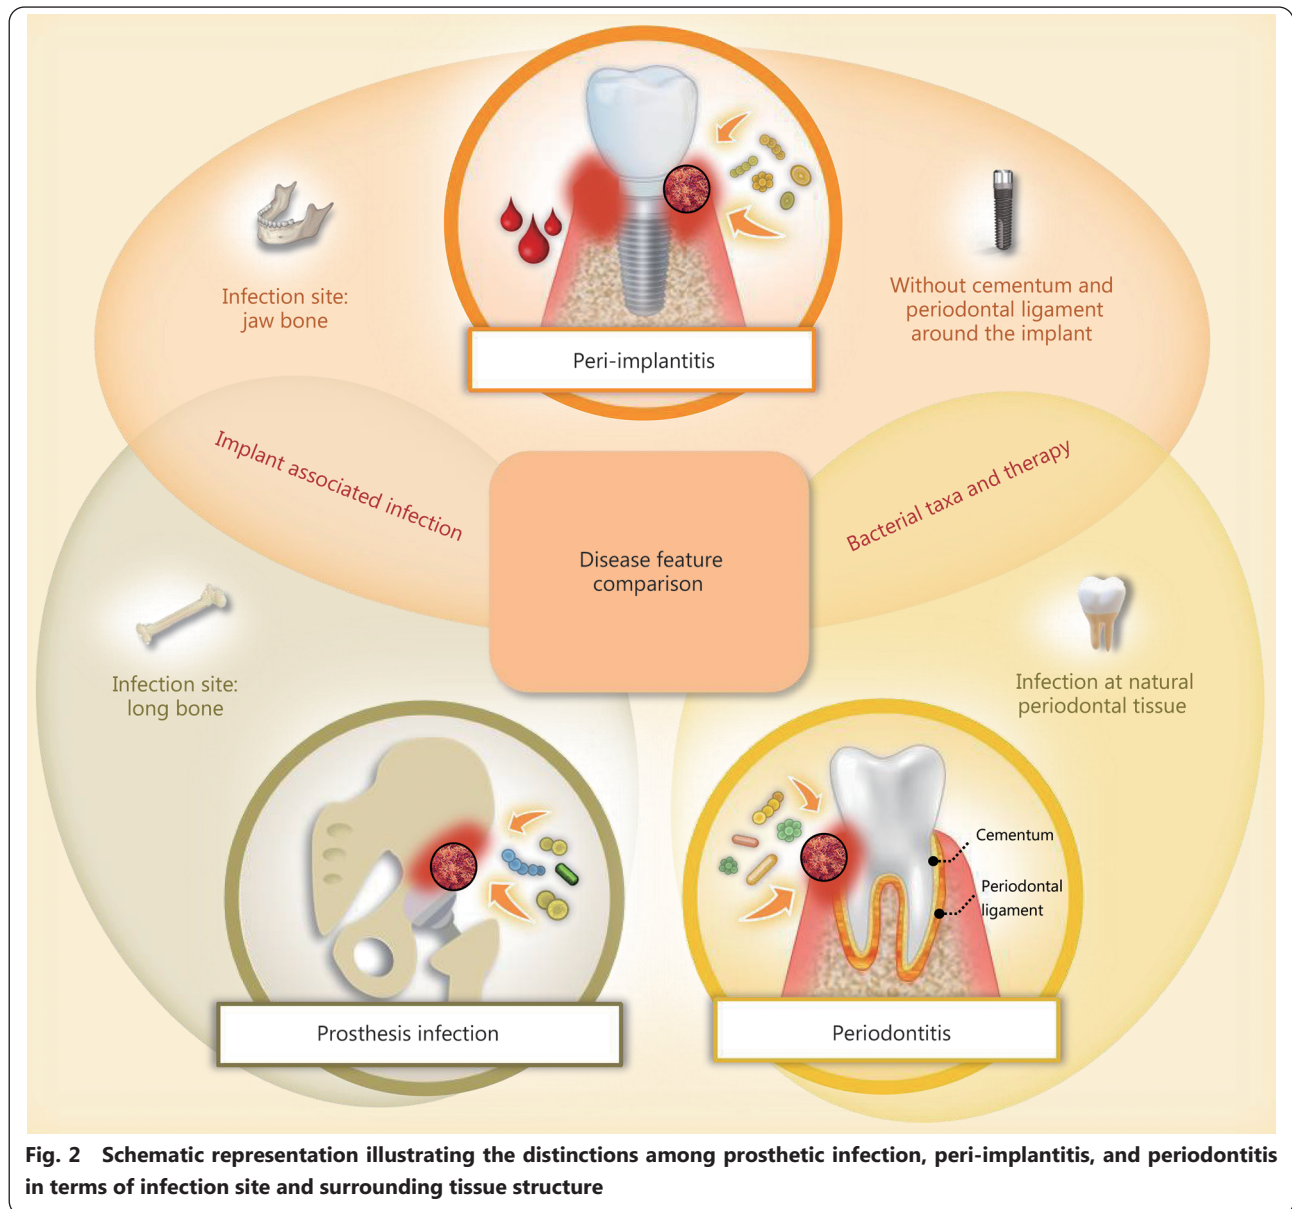 Infection site:
jaw bone
Without cementum and
periodontal ligament
around the implant
Peri-implantitis
Implant associated infection
Bacterial taxa and therapy
Disease feature
comparison
Infection site:
long bone
Infection at natural
periodontal tissue
Cementum
Periodontal
ligament
Prosthesis infection
Periodontitis
Fig. 2 Schematic representation illustrating the distinctions among prosthetic infection, peri-implantitis, and periodontitis
in terms of infection site and surrounding tissue structure